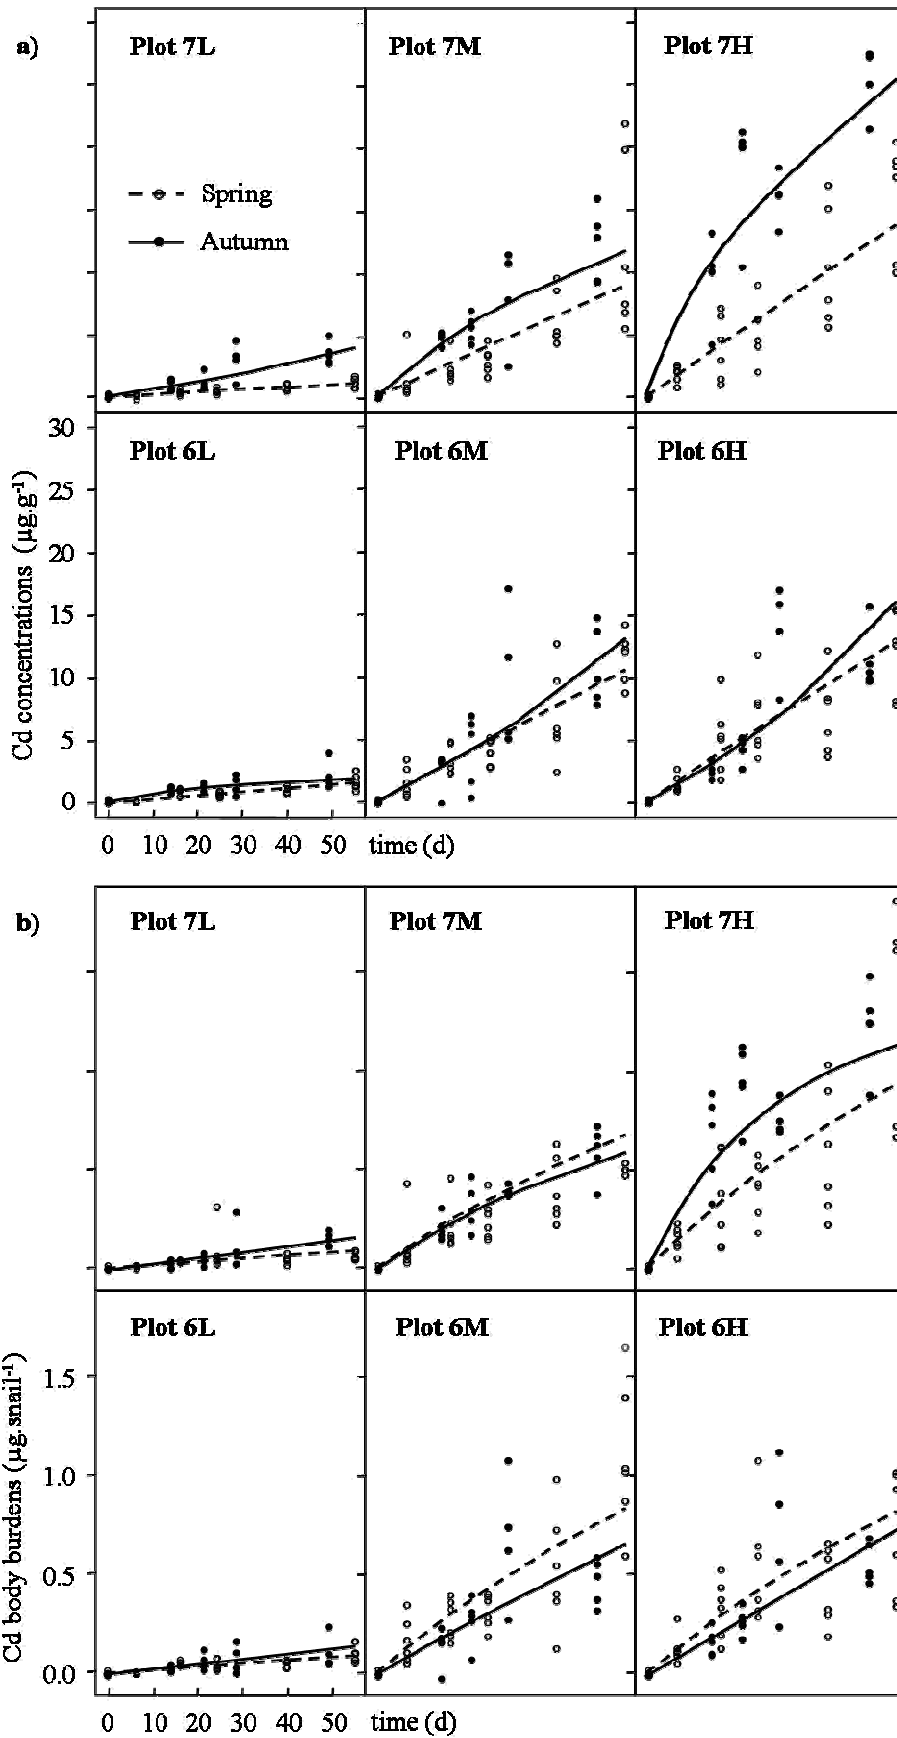 a)
Plot 7L
Plot 7M
Plot 7H
Spring
Autumn
Plot 6L
Plot 6M
Plot 6H
Cd concentrations (µg.g⁻¹)
30
25
20
15
10
5
0
0 10 20 30 40 50 time (d)
b)
Plot 7L
Plot 7M
Plot 7H
Plot 6L
Plot 6M
Plot 6H
Cd body burdens (µg.snail⁻¹)
1.5
1.0
0.5
0.0
0 10 20 30 40 50 time (d)